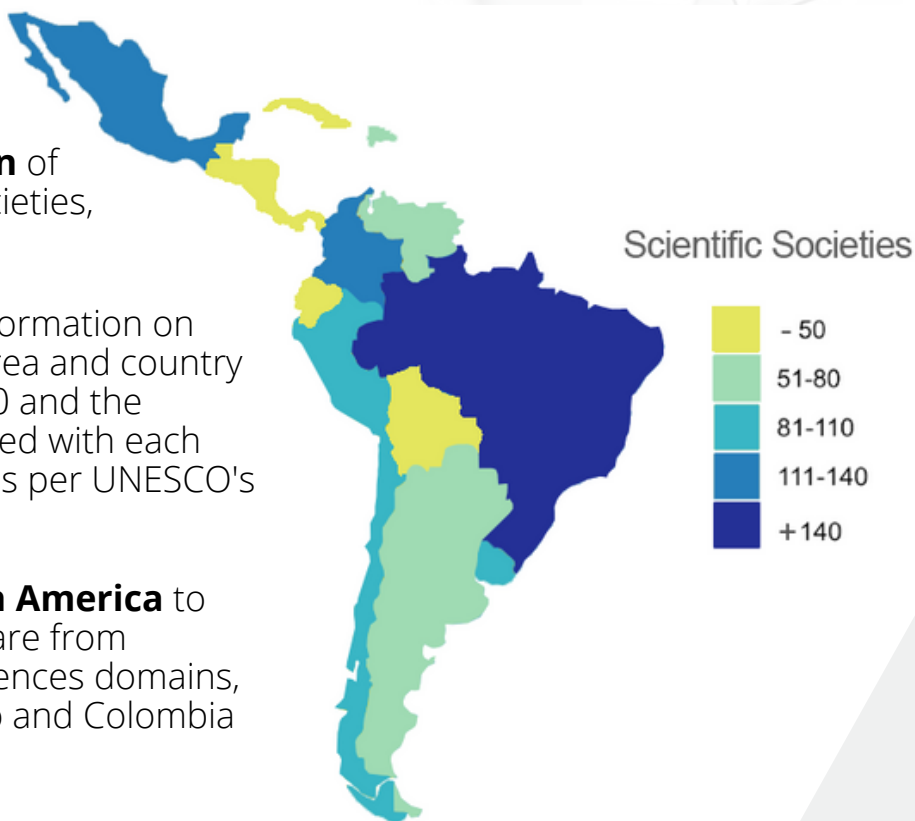 n of
ieties,
ormation on
rea and country
0 and the
ed with each
s per UNESCO's
n America to
are from
ences domains,
o and Colombia
Scientific Societies
- 50
51-80
81-110
111-140
+140